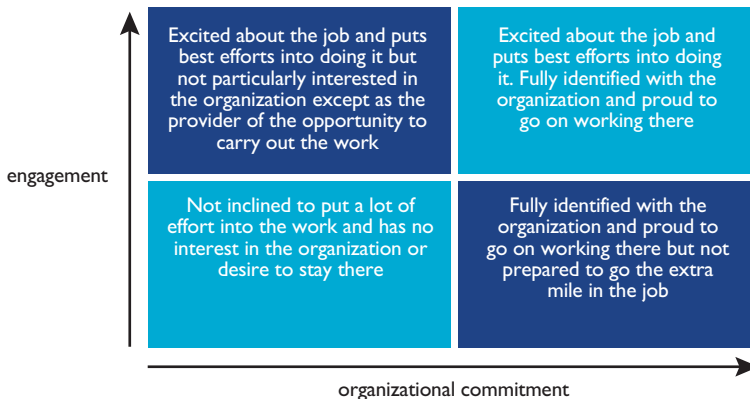 Excited about the job and puts
best efforts into doing it but
not particularly interested in
the organization except as the
provider of the opportunity to
carry out the work
Excited about the job and
puts best efforts into doing
it. Fully identified with the
organization and proud to
go on working there
engagement
Not inclined to put a lot of
effort into the work and has no
interest in the organization or
desire to stay there
Fully identified with the
organization and proud to
go on working there but not
prepared to go the extra
mile in the job
organizational commitment